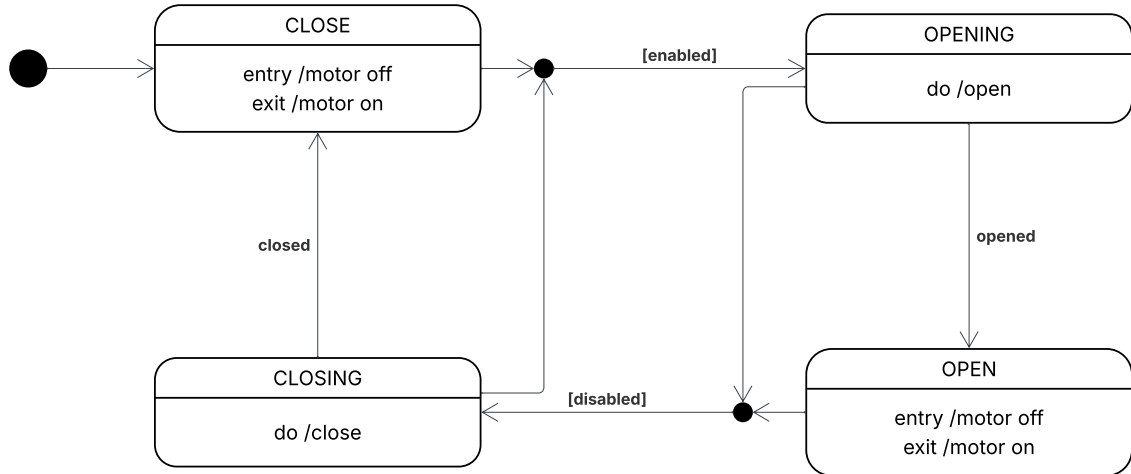 CLOSE
entry /motor off
exit /motor on
[enabled]
OPENING
do /open
closed
opened
CLOSING
do /close
[disabled]
OPEN
entry /motor off
exit /motor on